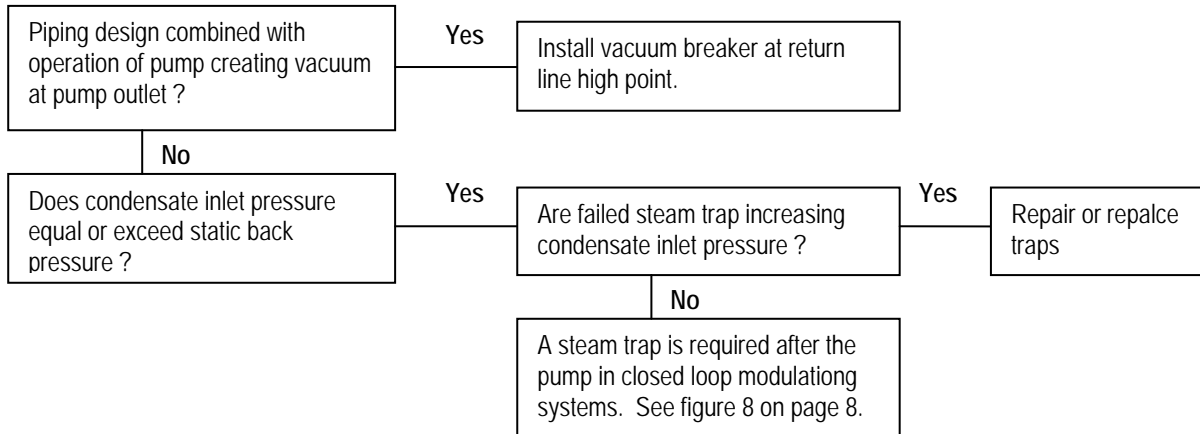 Piping design combined with
operation of pump creating vacuum
at pump outlet ?
Yes
Install vacuum breaker at return
line high point.
No
Does condensate inlet pressure
equal or exceed static back
pressure ?
Yes
Are failed steam trap increasing
condensate inlet pressure ?
Yes
Repair or repalce
traps
No
A steam trap is required after the
pump in closed loop modulationg
systems.  See figure 8 on page 8.